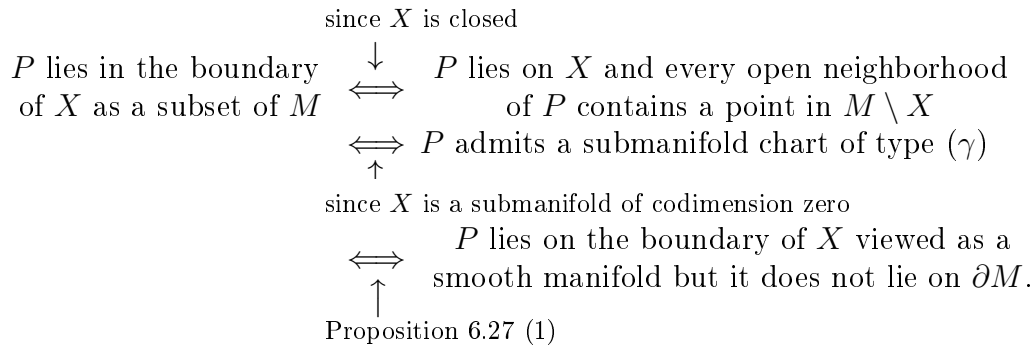 since X is closed
↓
P lies in the boundary of X as a subset of M ⟺ P lies on X and every open neighborhood of P contains a point in M \ X
⟺ P admits a submanifold chart of type (γ)
↑
since X is a submanifold of codimension zero
⟺ P lies on the boundary of X viewed as a smooth manifold but it does not lie on ∂M.
↑
Proposition 6.27 (1)